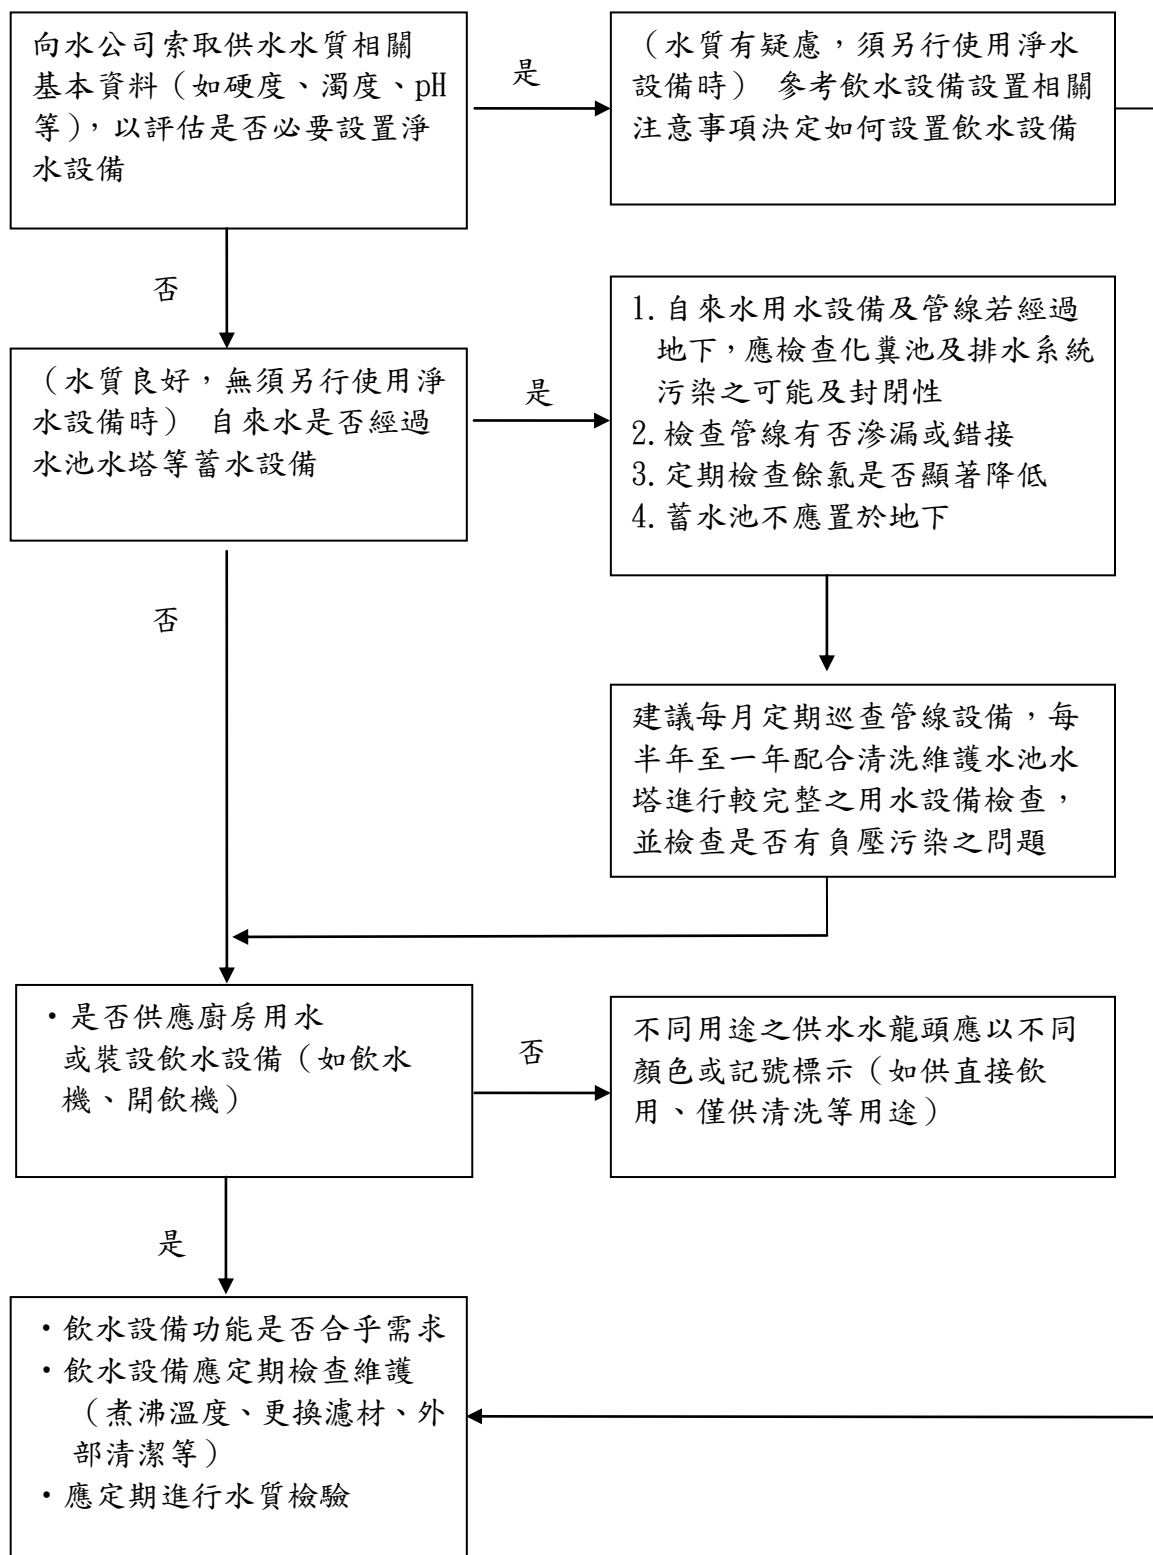 向水公司索取供水水質相關
基本資料（如硬度、濁度、pH
等），以評估是否必要設置淨
水設備
是
（水質有疑慮，須另行使用淨水
設備時） 參考飲水設備設置相關
注意事項決定如何設置飲水設備
否
（水質良好，無須另行使用淨
水設備時） 自來水是否經過
水池水塔等蓄水設備
是
1.自來水用水設備及管線若經過
地下，應檢查化糞池及排水系統
污染之可能及封閉性
2.檢查管線有否滲漏或錯接
3.定期檢查餘氯是否顯著降低
4.蓄水池不應置於地下
否
建議每月定期巡查管線設備，每
半年至一年配合清洗維護水池水
塔進行較完整之用水設備檢查，
並檢查是否有負壓污染之問題
・是否供應廚房用水
或裝設飲水設備（如飲水
機、開飲機）
否
不同用途之供水水龍頭應以不同
顏色或記號標示（如供直接飲
用、僅供清洗等用途）
是
・飲水設備功能是否合乎需求
・飲水設備應定期檢查維護
（煮沸溫度、更換濾材、外
部清潔等）
・應定期進行水質檢驗